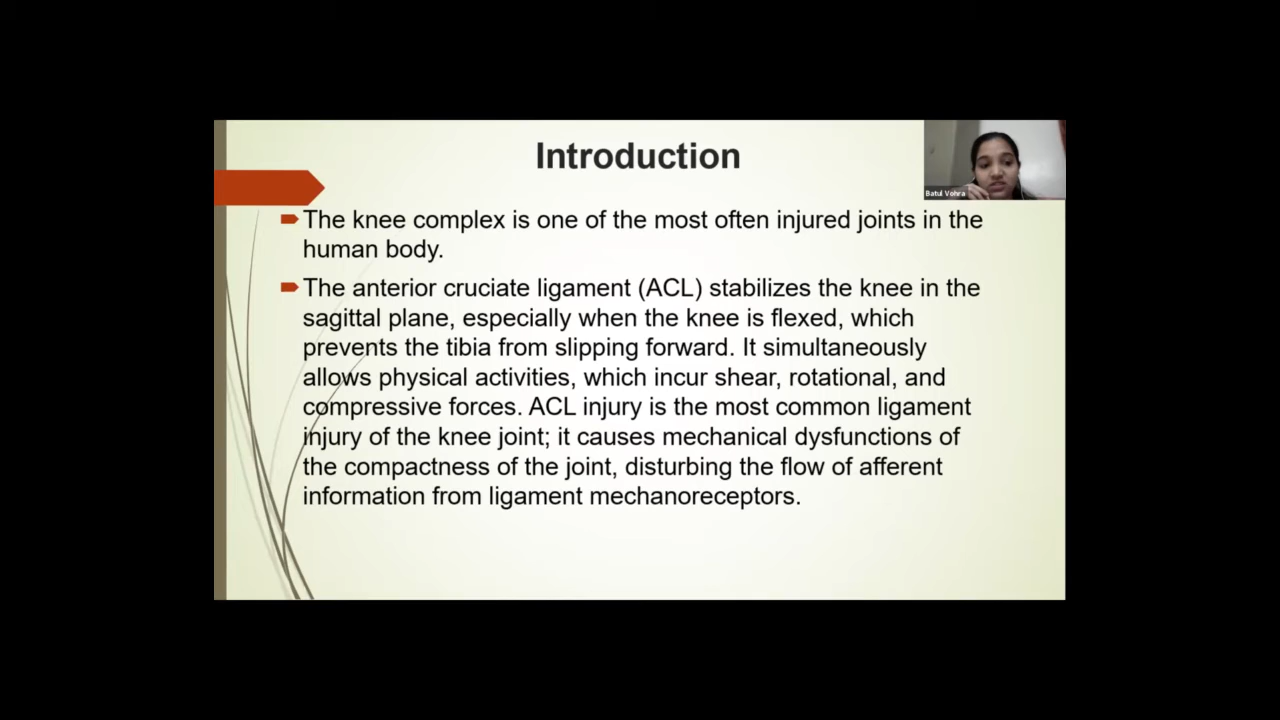 Introduction
Batul Vohra
The knee complex is one of the most often injured joints in the
human body.
The anterior cruciate ligament (ACL) stabilizes the knee in the
sagittal plane, especially when the knee is flexed, which
prevents the tibia from slipping forward. It simultaneously
allows physical activities, which incur shear, rotational, and
compressive forces. ACL injury is the most common ligament
injury of the knee joint; it causes mechanical dysfunctions of
the compactness of the joint, disturbing the flow of afferent
information from ligament mechanoreceptors.